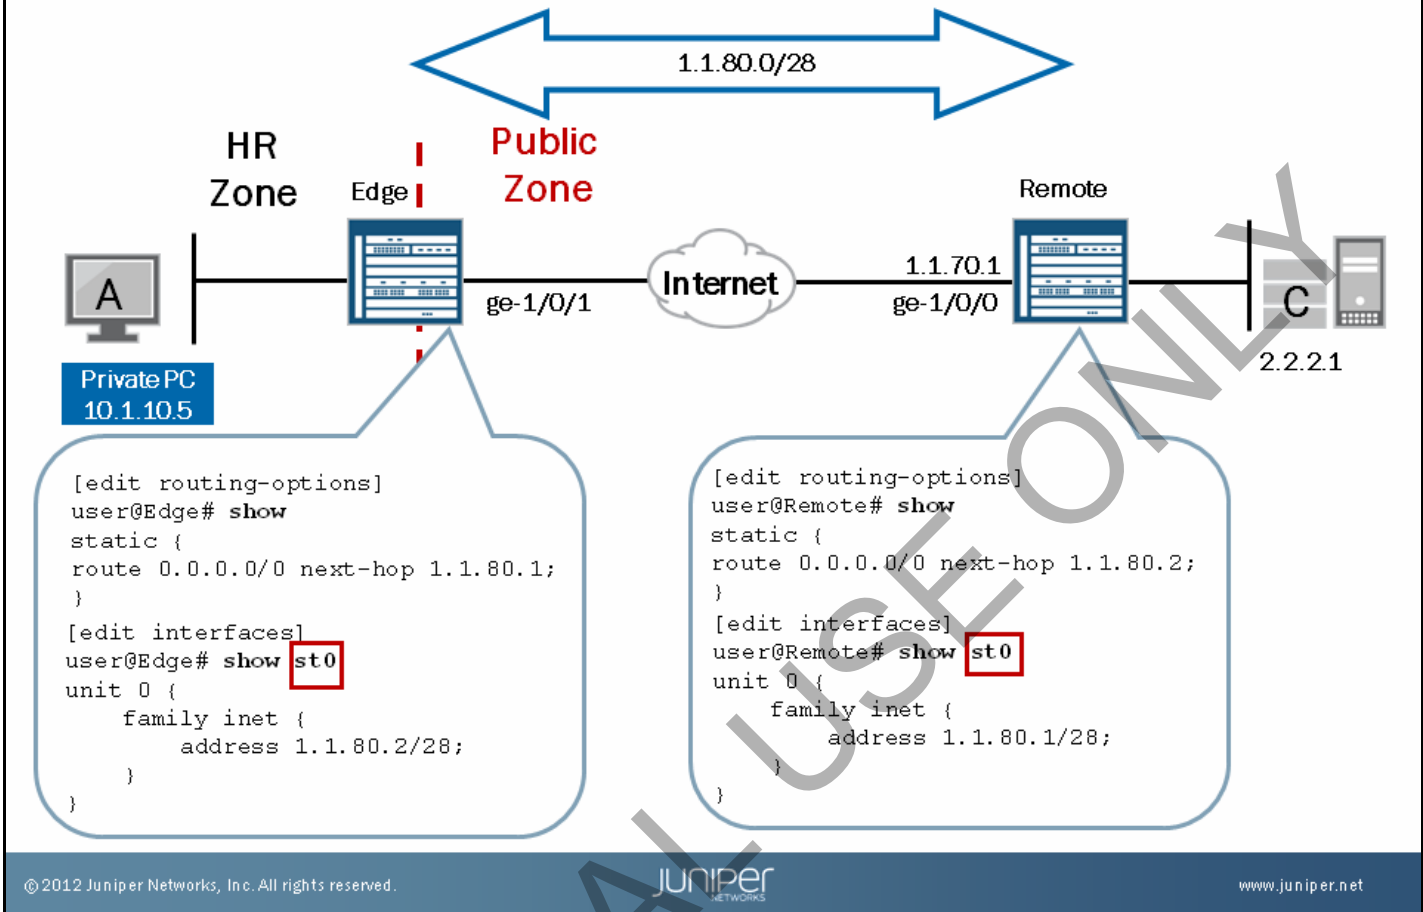 1.1.80.0/28
HR
Zone
Public
Zone
Edge
Remote
A
ge-1/0/1
Internet
1.1.70.1
ge-1/0/0
C
2.2.2.1
Private PC
10.1.10.5
[edit routing-options]
user@Edge# show
static {
route 0.0.0.0/0 next-hop 1.1.80.1;
}
[edit interfaces]
user@Edge# show st0
unit 0 {
family inet {
address 1.1.80.2/28;
}
}
[edit routing-options]
user@Remote# show
static {
route 0.0.0.0/0 next-hop 1.1.80.2;
}
[edit interfaces]
user@Remote# show st0
unit 0 {
family inet {
address 1.1.80.1/28;
}
}
AL USE ONLY
© 2012 Juniper Networks, Inc. All rights reserved.
JUNIPER
NETWORKS
www.juniper.net